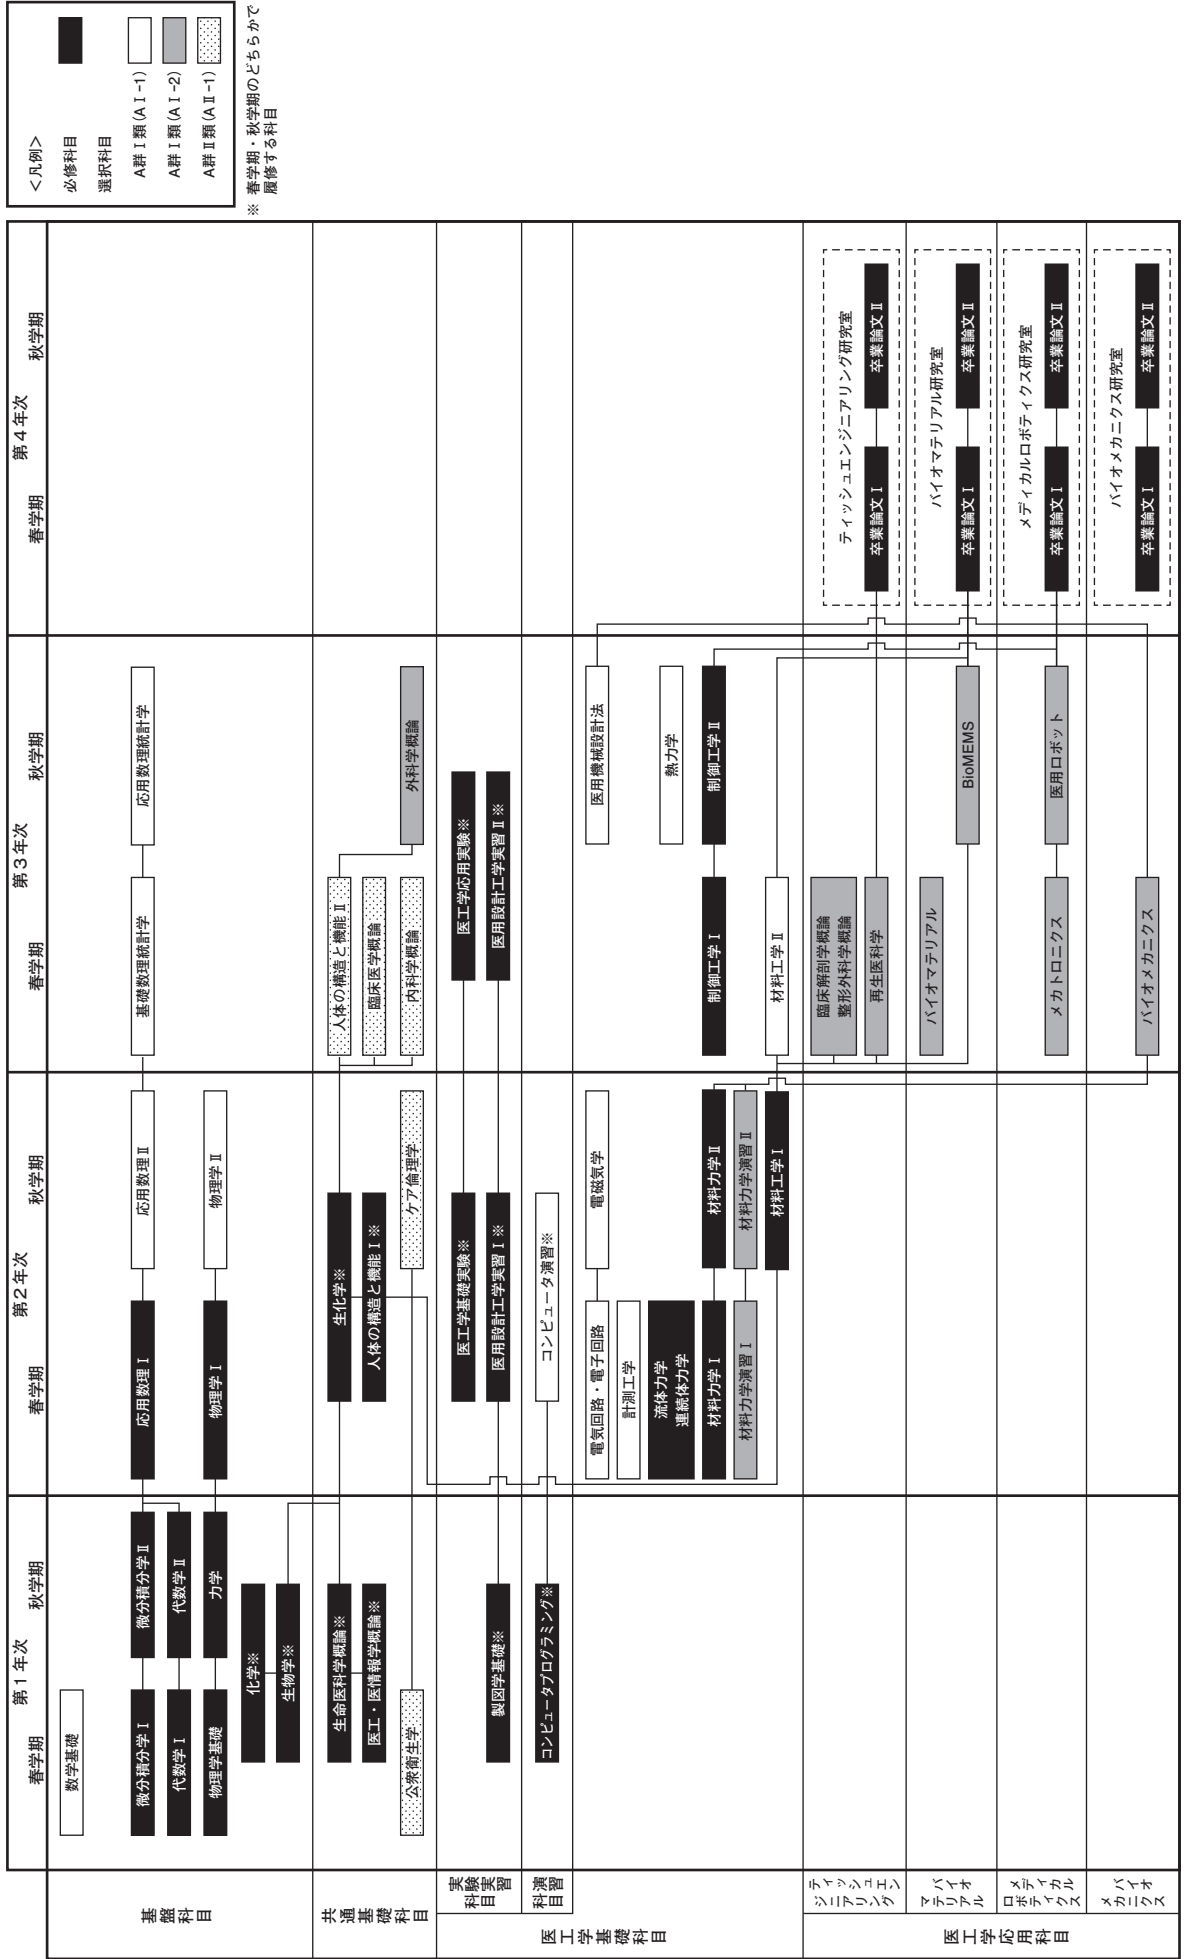 <凡例>
必修科目
選択科目
A群Ⅰ類(AⅠ-1)
A群Ⅰ類(AⅠ-2)
A群Ⅱ類(AⅡ-1)
※ 春学期・秋学期のどちらかで
履修する科目
第1年次
春学期
秋学期
第2年次
春学期
秋学期
第3年次
春学期
秋学期
第4年次
春学期
秋学期
基盤科目
数学基礎
微分積分学Ⅰ
微分積分学Ⅱ
応用数理Ⅰ
応用数理Ⅱ
基礎数理統計学
応用数理統計学
代数学Ⅰ
代数学Ⅱ
物理学基礎
力学
物理学Ⅰ
物理学Ⅱ
化学※
生物学※
共通基礎科目
生命医科学概論※
生化学※
人体の構造と機能Ⅱ
医工・医情報学概論※
人体の構造と機能Ⅰ※
臨床医学概論
公衆衛生学
ケア倫理学
内科学概論
外科学概論
医工学基礎科目
実験実習
科目
医工学基礎実験※
医工学応用実験※
製図学基礎※
医用設計工学実習Ⅰ※
医用設計工学実習Ⅱ※
演習
科目
コンピュータプログラミング※
コンピュータ演習※
電気回路・電子回路
電磁気学
医用機械設計法
計測工学
流体力学
連続体力学
熱力学
材料力学Ⅰ
材料力学Ⅱ
制御工学Ⅰ
制御工学Ⅱ
材料力学演習Ⅰ
材料力学演習Ⅱ
材料工学Ⅰ
材料工学Ⅱ
医工学応用科目
ティッシュエン
ジニアリング
臨床解剖学概論
整形外科学概論
再生医科学
ティッシュエンジニアリング研究室
卒業論文Ⅰ
卒業論文Ⅱ
バイオ
マテリアル
バイオマテリアル
BioMEMS
バイオマテリアル研究室
卒業論文Ⅰ
卒業論文Ⅱ
メディカル
ロボティクス
メカトロニクス
医用ロボット
メディカルロボティクス研究室
卒業論文Ⅰ
卒業論文Ⅱ
バイオ
メカニクス
バイオメカニクス
バイオメカニクス研究室
卒業論文Ⅰ
卒業論文Ⅱ